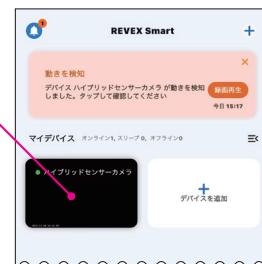 REVEX Smart
動きを検知
デバイス ハイブリッドセンサーカメラ が動きを検知
しました。タップして確認してください
録画再生
今日 15:17
マイデバイス オンライン1, スリープ0, オフライン0
ハイブリッドセンサーカメラ
デバイスを追加